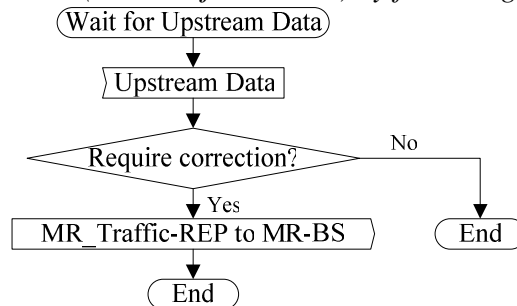 Wait for Upstream Data
Upstream Data
Require correction?
No
Yes
MR_Traffic-REP to MR-BS
End
End